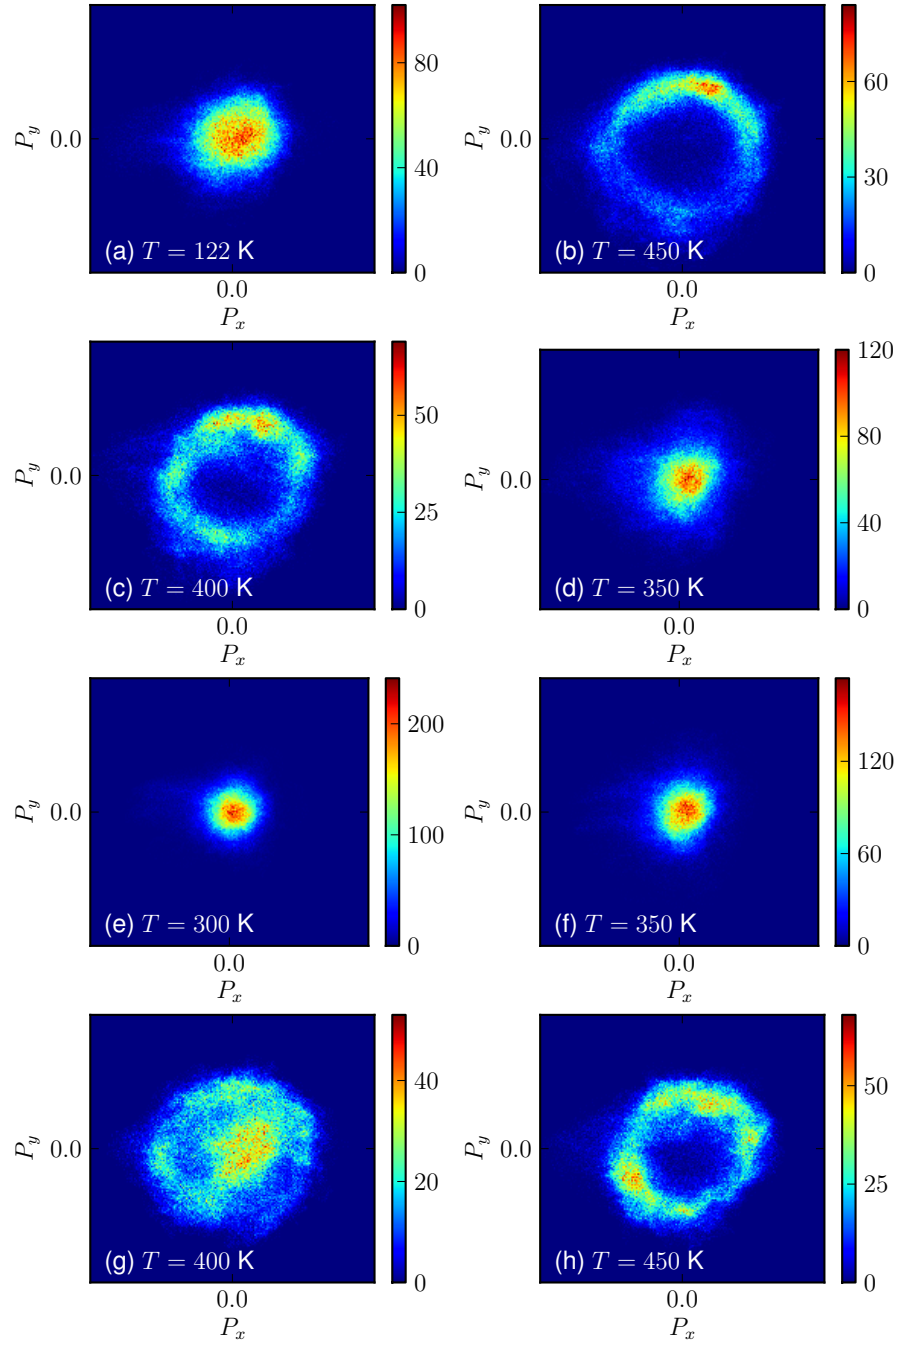 P_y
0.0
(a) T = 122 K
0.0
P_x
80
40
0
P_y
0.0
(b) T = 450 K
0.0
P_x
60
30
0
P_y
0.0
(c) T = 400 K
0.0
P_x
50
25
0
P_y
0.0
(d) T = 350 K
0.0
P_x
120
80
40
0
P_y
0.0
(e) T = 300 K
0.0
P_x
200
100
0
P_y
0.0
(f) T = 350 K
0.0
P_x
120
60
0
P_y
0.0
(g) T = 400 K
0.0
P_x
40
20
0
P_y
0.0
(h) T = 450 K
0.0
P_x
50
25
0